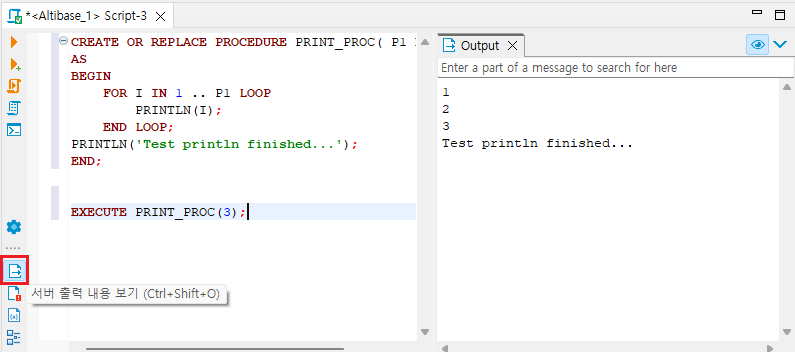 *<Altibase_1> Script-3
CREATE OR REPLACE PROCEDURE PRINT_PROC( P1
AS
BEGIN
FOR I IN 1 .. P1 LOOP
PRINTLN(I);
END LOOP;
PRINTLN('Test println finished...');
END;
EXECUTE PRINT_PROC(3);
서버 출력 내용 보기 (Ctrl+Shift+O)
Output
Enter a part of a message to search for here
1
2
3
Test println finished...